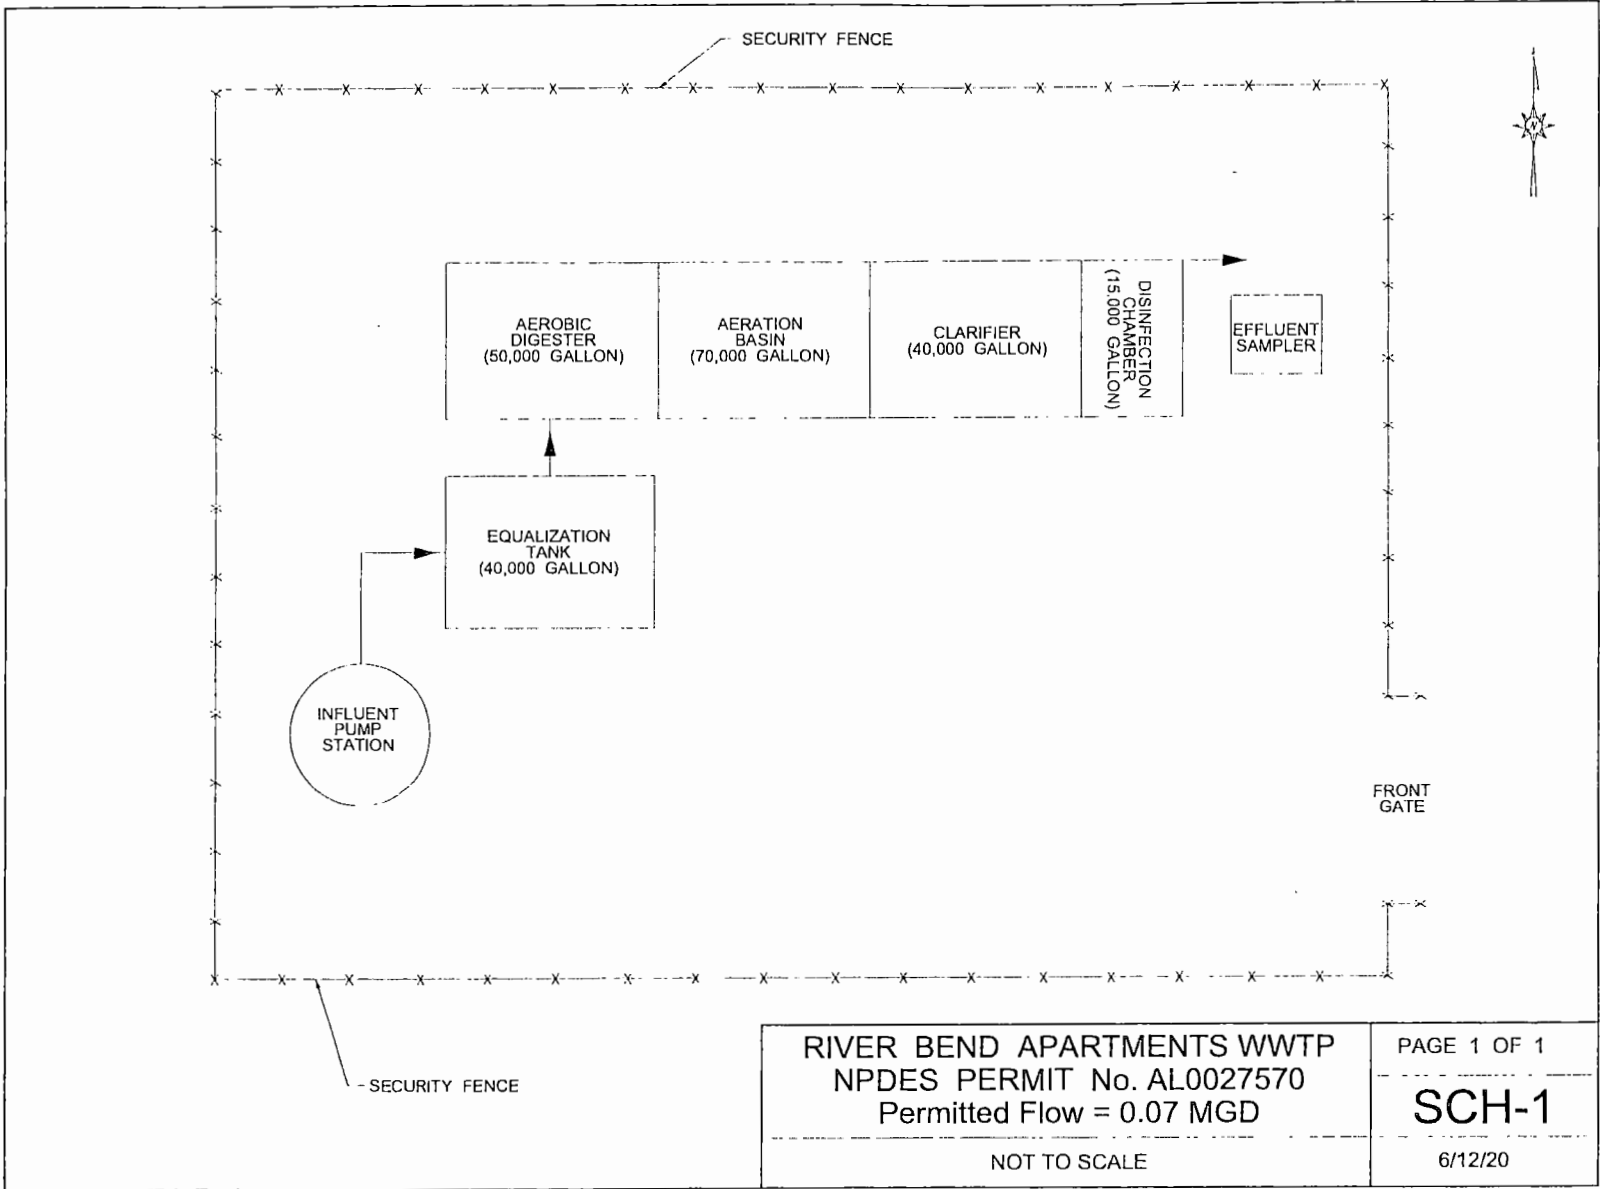 SECURITY FENCE
N
AEROBIC
DIGESTER
(50,000 GALLON)
AERATION
BASIN
(70,000 GALLON)
CLARIFIER
(40,000 GALLON)
DISINFECTION
CHAMBER
(15.000 GALLON)
EFFLUENT
SAMPLER
EQUALIZATION
TANK
(40,000 GALLON)
INFLUENT
PUMP
STATION
FRONT
GATE
SECURITY FENCE
RIVER BEND APARTMENTS WWTP
NPDES PERMIT No. AL0027570
Permitted Flow = 0.07 MGD
NOT TO SCALE
PAGE 1 OF 1
SCH-1
6/12/20